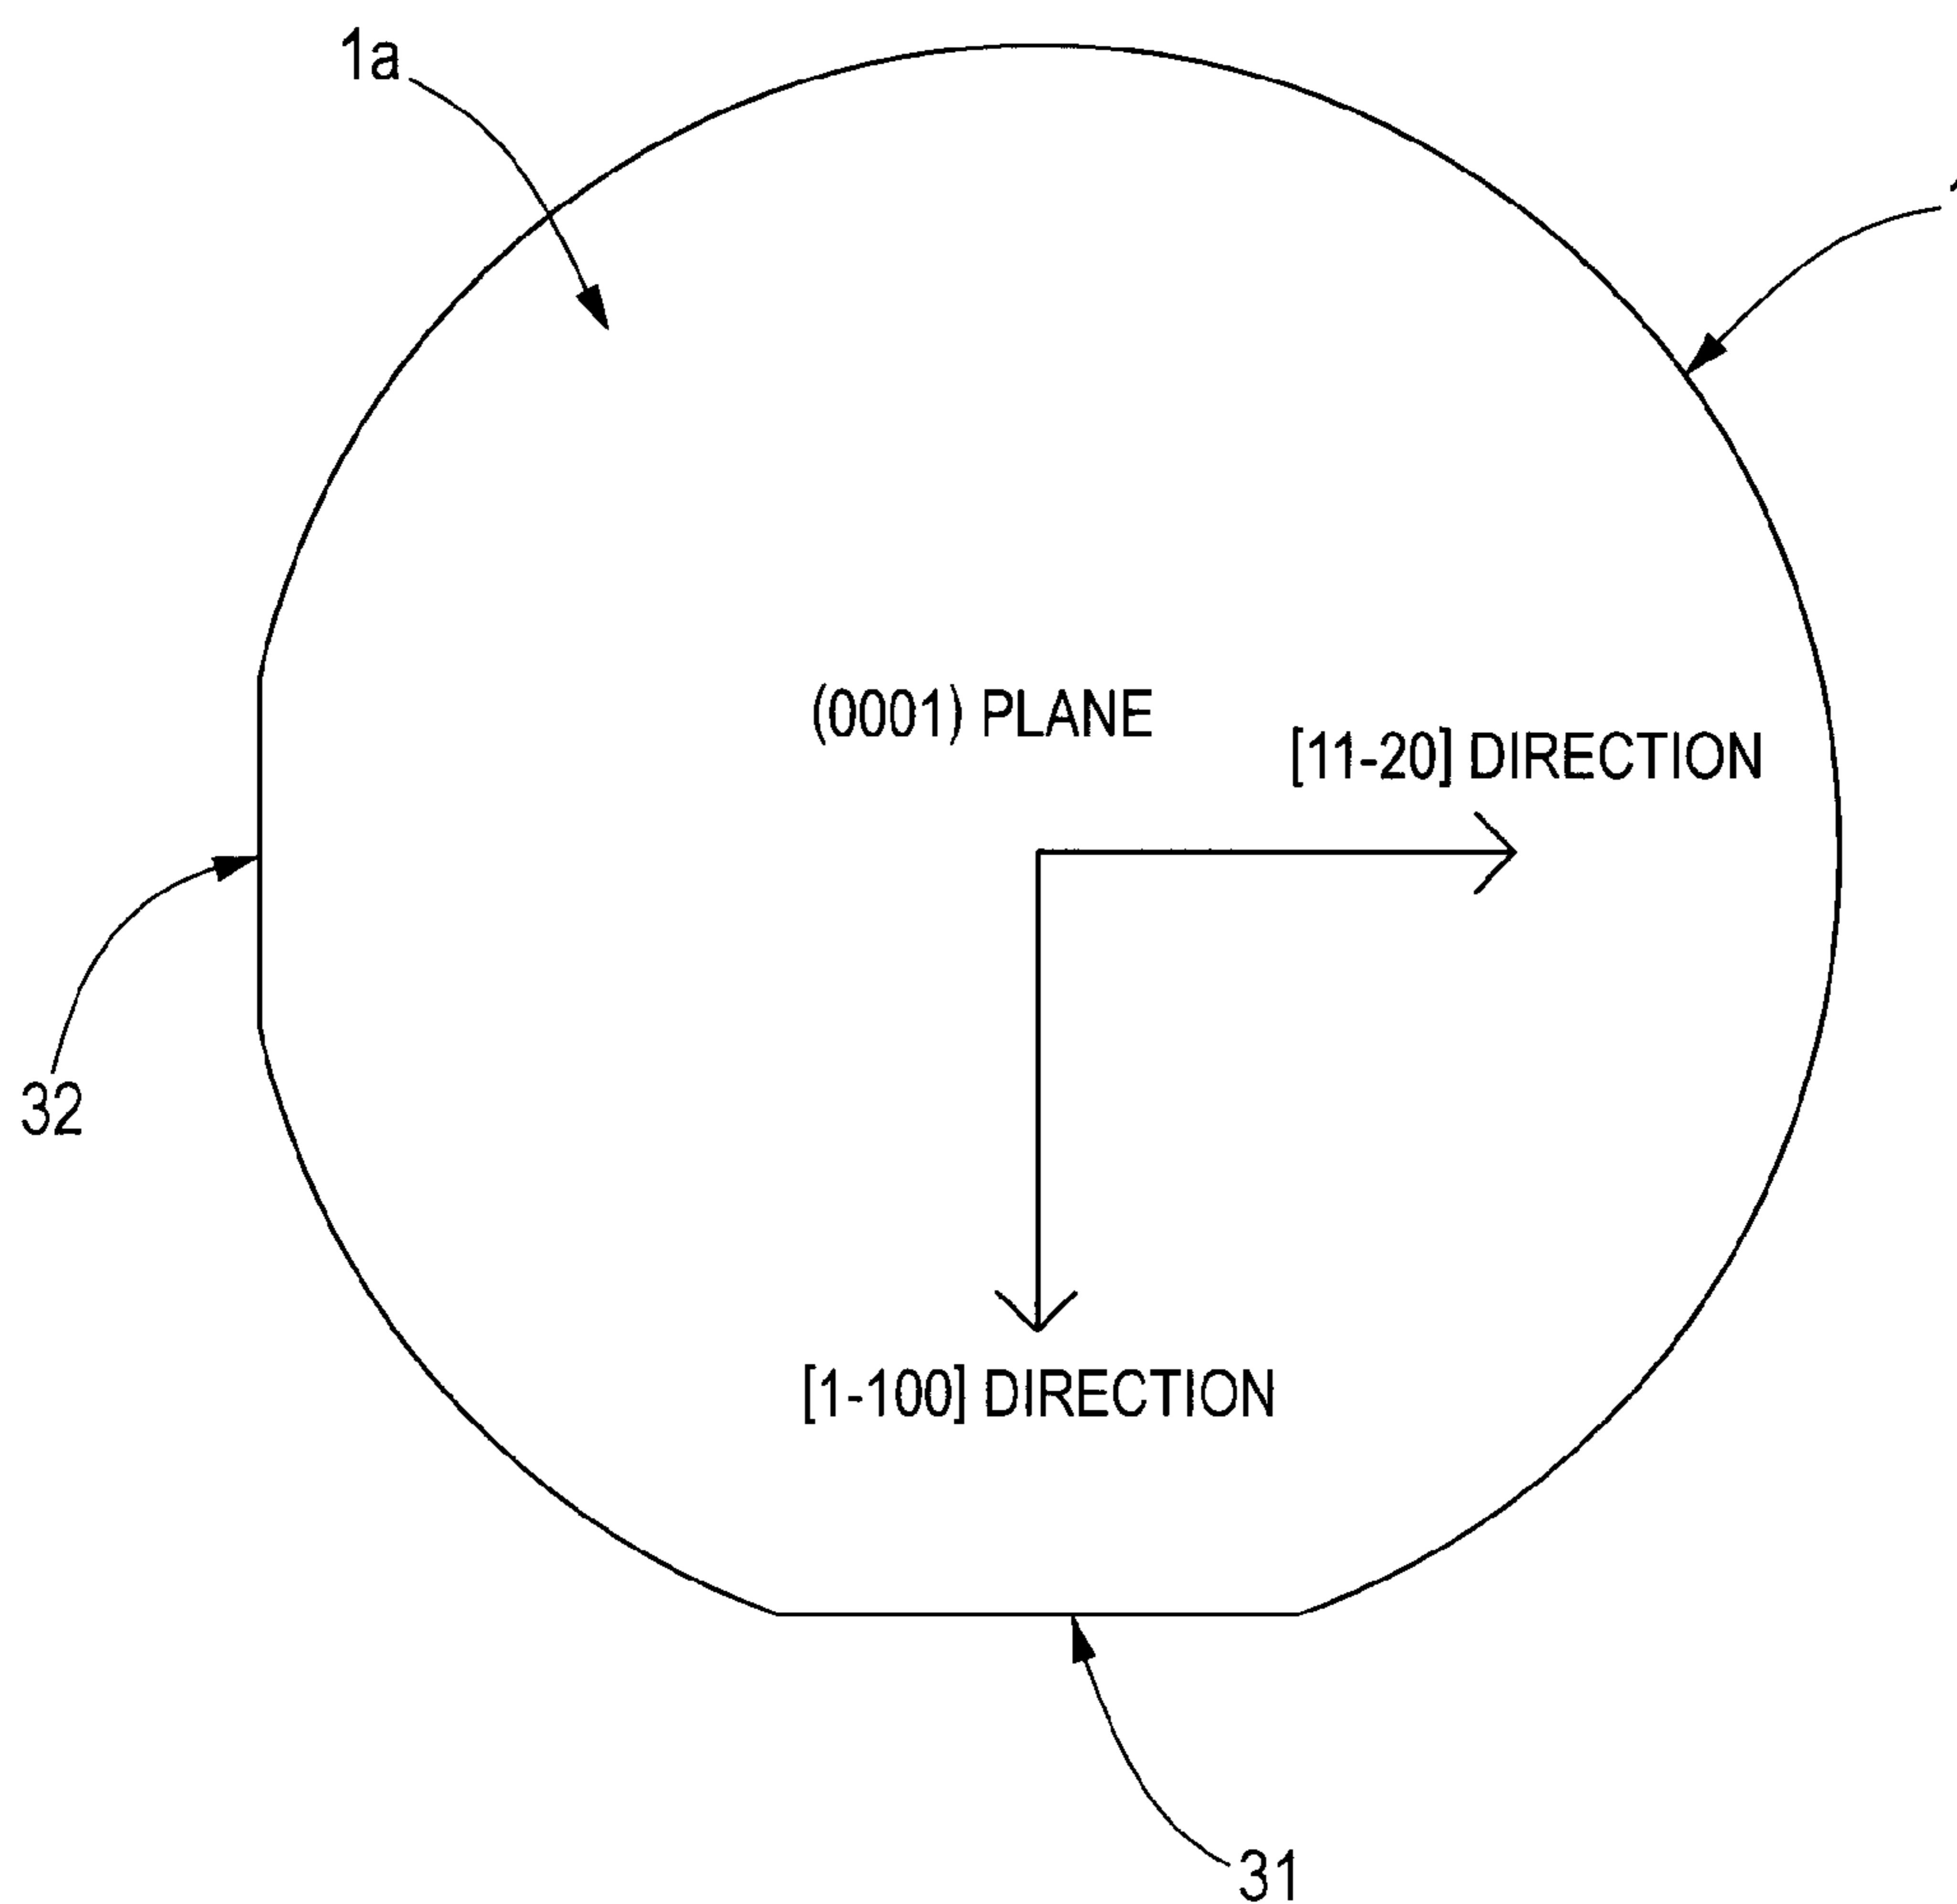 1a
(0001) PLANE
[11-20] DIRECTION
32
[1-100] DIRECTION
31